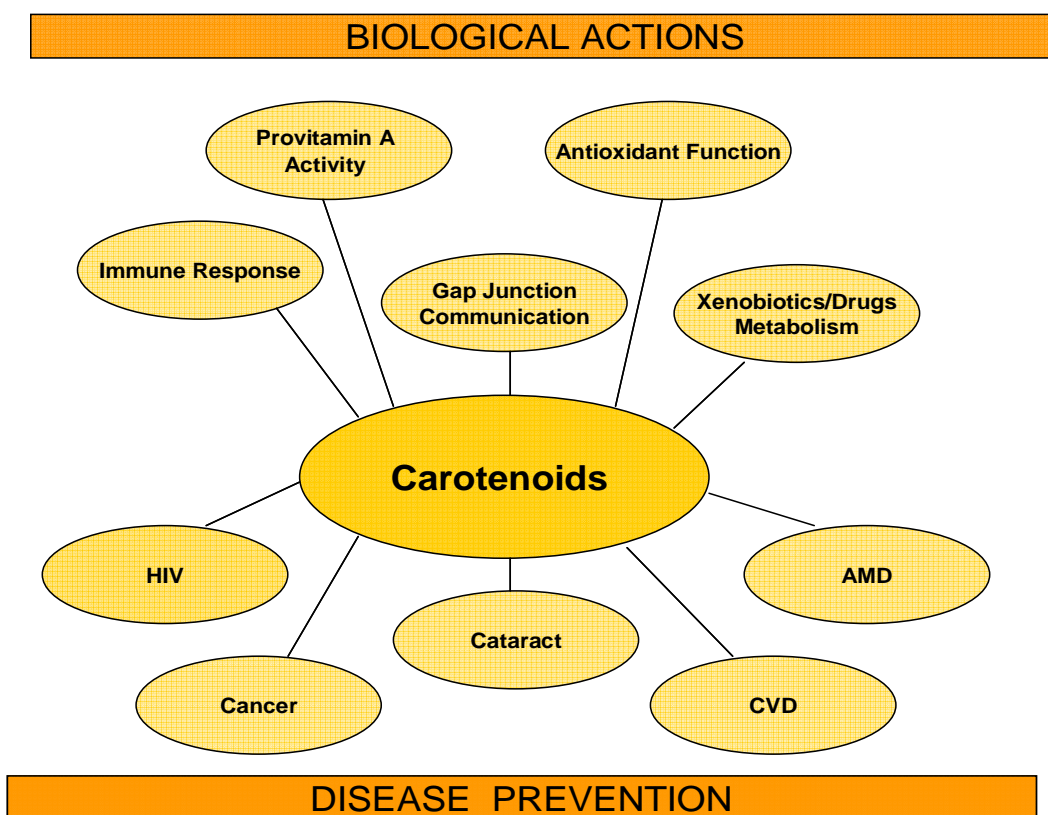 BIOLOGICAL ACTIONS
Provitamin A
Activity
Antioxidant Function
Immune Response
Gap Junction
Communication
Xenobiotics/Drugs
Metabolism
Carotenoids
HIV
AMD
Cataract
Cancer
CVD
DISEASE PREVENTION